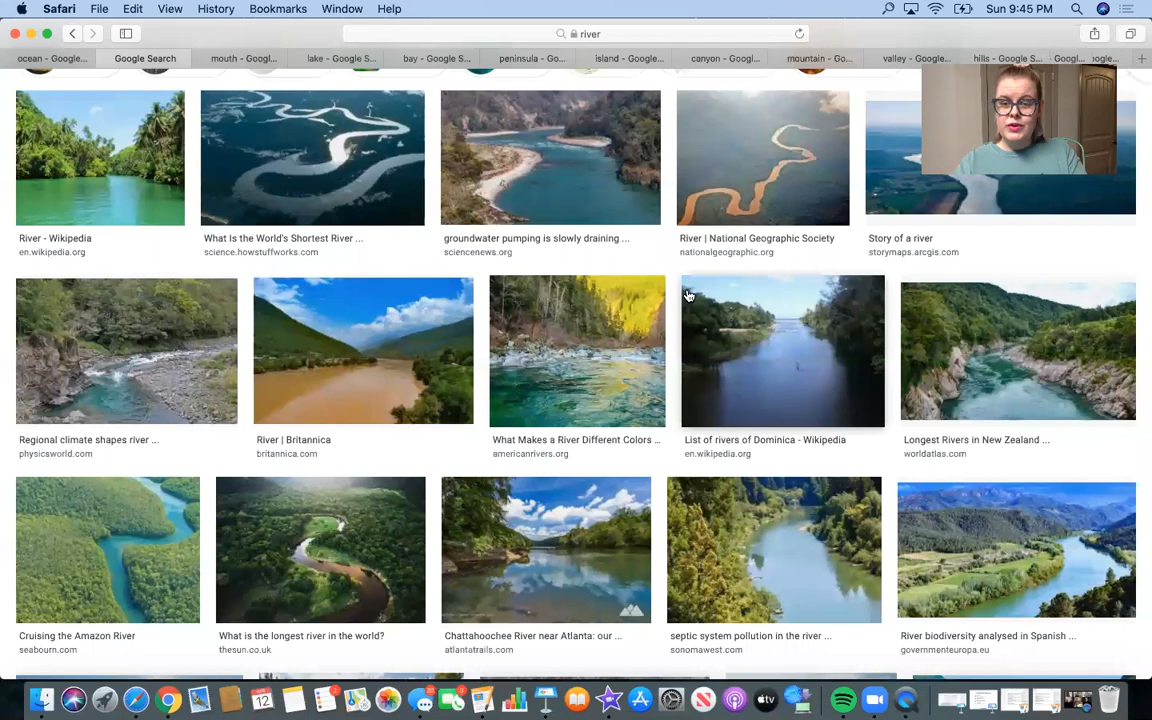 Safari File Edit View History Bookmarks Window Help Sun 9:45 PM
river
ocean - Google... Google Search mouth - Googl... lake - Google S... bay - Google S... peninsula - Go... island - Google... canyon - Googl... mountain - Go... valley - Google... hills - Google S... Googl... oogle...
River - Wikipedia
en.wikipedia.org
What Is the World's Shortest River ...
science.howstuffworks.com
groundwater pumping is slowly draining ...
sciencenews.org
River | National Geographic Society
nationalgeographic.org
Story of a river
storymaps.arcgis.com
Regional climate shapes river ...
physicsworld.com
River | Britannica
britannica.com
What Makes a River Different Colors ...
americanrivers.org
List of rivers of Dominica - Wikipedia
en.wikipedia.org
Longest Rivers in New Zealand ...
worldatlas.com
Cruising the Amazon River
seabourn.com
What is the longest river in the world?
thesun.co.uk
Chattahoochee River near Atlanta: our ...
atlantatrails.com
septic system pollution in the river ...
sonomawest.com
River biodiversity analysed in Spanish ...
governmenteuropa.eu